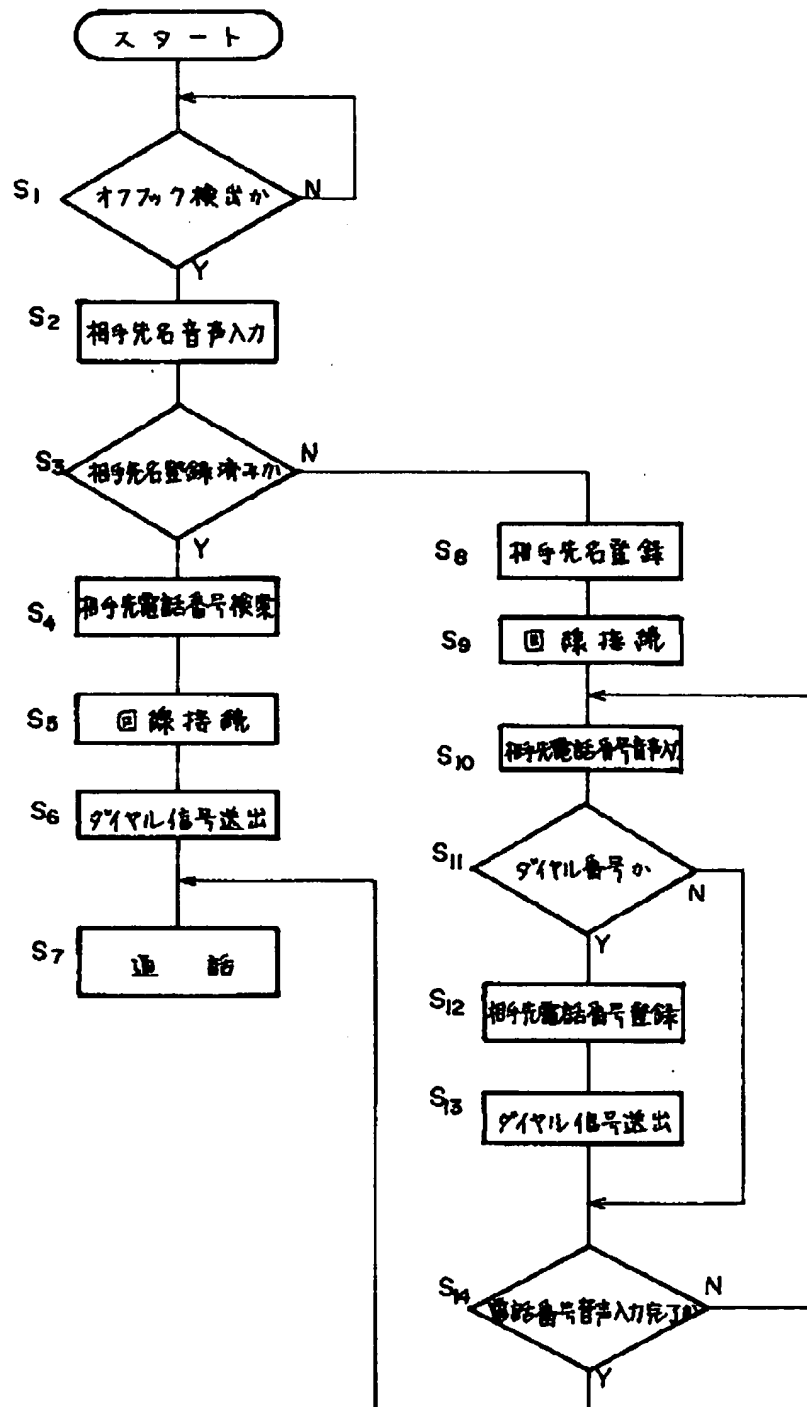 スタート
S1
オフフック検出か
N
Y
S2
相手先名音声入力
S3
相手先名登録済みか
N
Y
S4
相手先電話番号検索
S5
回線接続
S6
ダイヤル信号送出
S7
通話
S8
相手先名登録
S9
回線接続
S10
相手先電話番号音声入力
S11
ダイヤル番号か
N
Y
S12
相手先電話番号登録
S13
ダイヤル信号送出
S14
電話番号音声入力完了か
N
Y